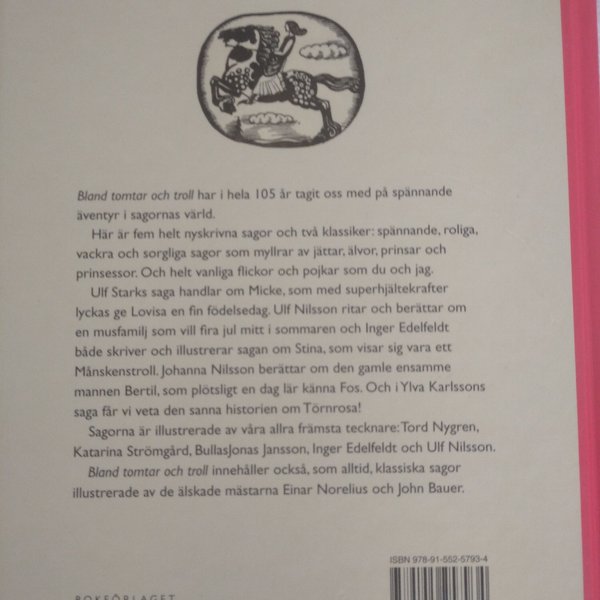 Bland tomtar och troll har i hela 105 år tagit oss med på spännande
äventyr i sagornas värld.
Här är fem helt nyskrivna sagor och två klassiker: spännande, roliga,
vackra och sorgliga sagor som myllrar av jättar, älvor, prinsar och
prinsessor. Och helt vanliga flickor och pojkar som du och jag.
Ulf Starks saga handlar om Micke, som med superhjältekrafter
lyckas ge Lovisa en fin födelsedag. Ulf Nilsson ritar och berättar om
en musfamilj som vill fira jul mitt i sommaren och Inger Edelfeldt
både skriver och illustrerar sagan om Stina, som visar sig vara ett
Månskenstroll. Johanna Nilsson berättar om den gamle ensamme
mannen Bertil, som plötsligt en dag lär känna Fos. Och i Ylva Karlssons
saga får vi veta den sanna historien om Törnrosa!
Sagorna är illustrerade av våra allra främsta tecknare: Tord Nygren,
Katarina Strömgård, BullasJonas Jansson, Inger Edelfeldt och Ulf Nilsson.
Bland tomtar och troll innehåller också, som alltid, klassiska sagor
illustrerade av de älskade mästarna Einar Norelius och John Bauer.
ISBN 978-91-552-5793-4
BOKFÖRLAGET